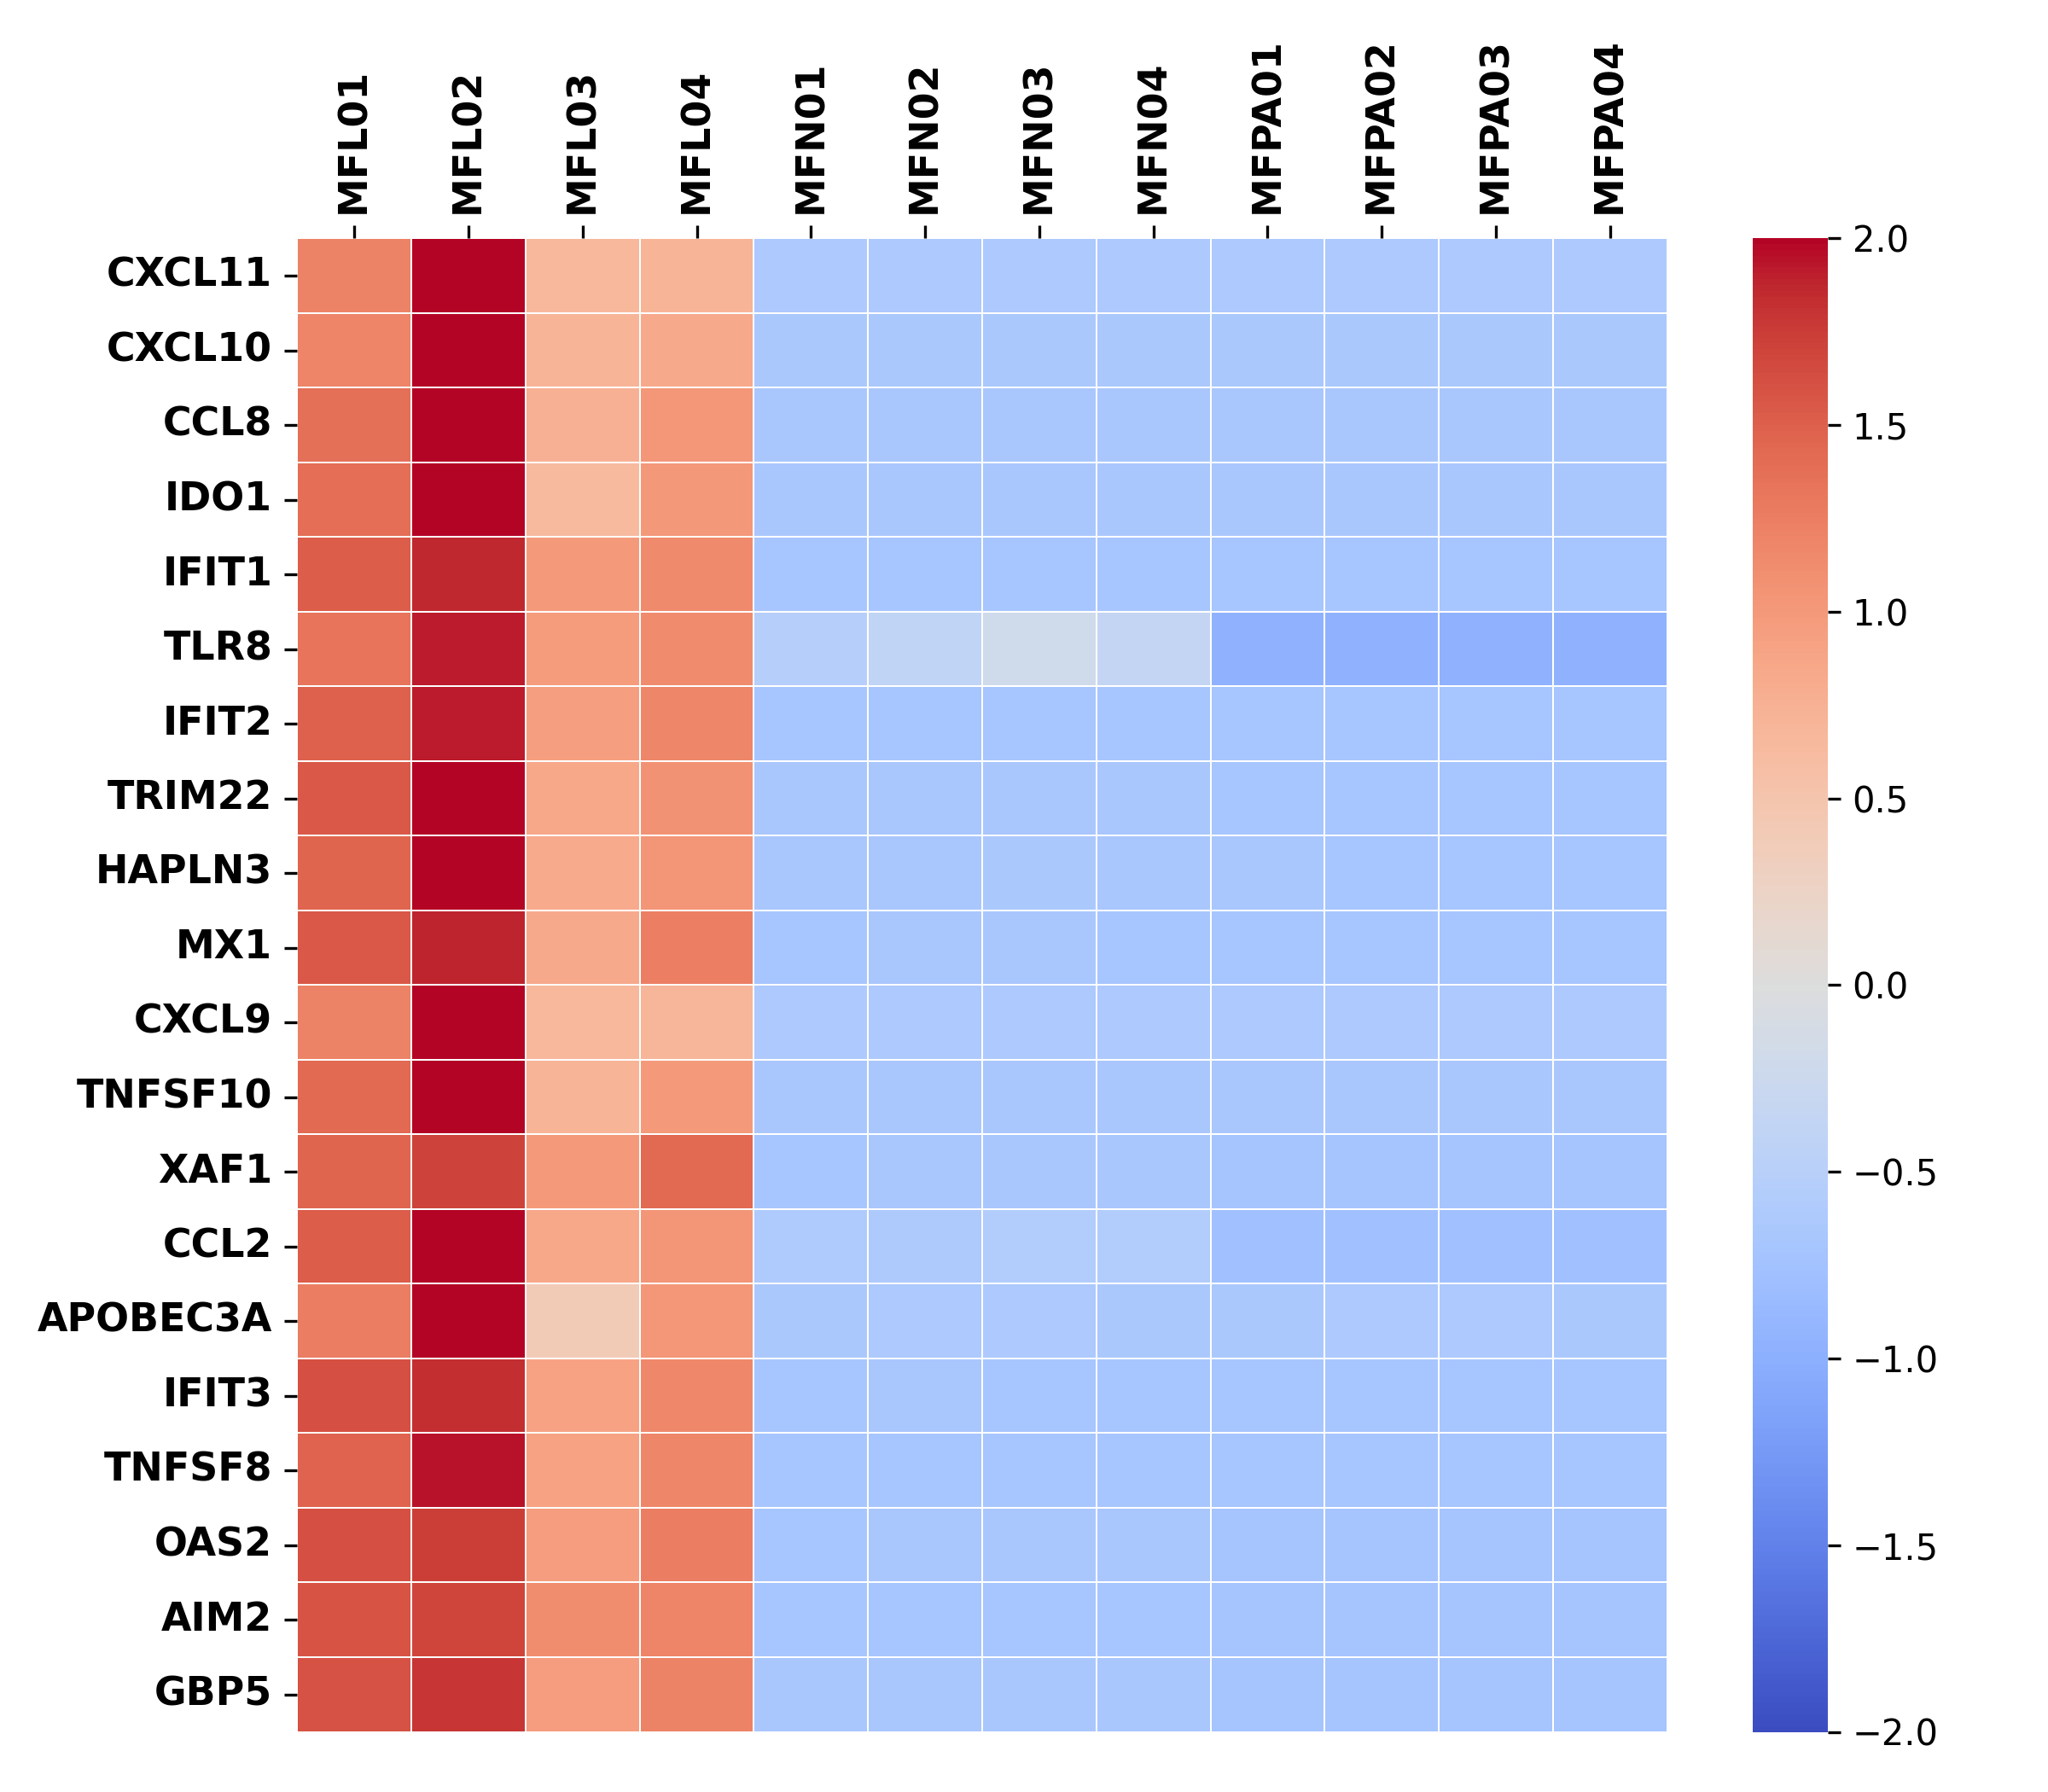 MFL01 MFL02 MFL03 MFL04 MFN01 MFN02 MFN03 MFN04 MFPA01 MFPA02 MFPA03 MFPA04
CXCL11
CXCL10
CCL8
IDO1
IFIT1
TLR8
IFIT2
TRIM22
HAPLN3
MX1
CXCL9
TNFSF10
XAF1
CCL2
APOBEC3A
IFIT3
TNFSF8
OAS2
AIM2
GBP5
2.0
1.5
1.0
0.5
0.0
−0.5
−1.0
−1.5
−2.0